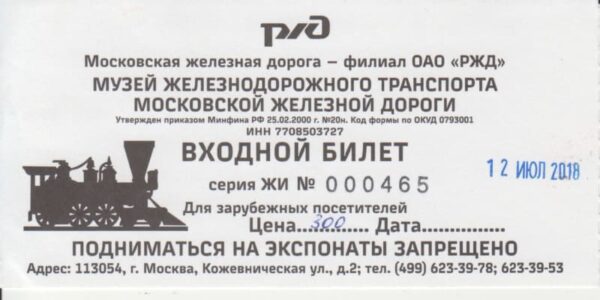 РЖД
Московская железная дорога – филиал ОАО «РЖД»
МУЗЕЙ ЖЕЛЕЗНОДОРОЖНОГО ТРАНСПОРТА
МОСКОВСКОЙ ЖЕЛЕЗНОЙ ДОРОГИ
Утвержден приказом Минфина РФ 25.02.2000 г. №20н. Код формы по ОКУД 0793001
ИНН 7708503727
ВХОДНОЙ БИЛЕТ
12 ИЮЛ 2018
серия ЖИ № 000465
Для зарубежных посетителей
Цена...300......... Дата................
ПОДНИМАТЬСЯ НА ЭКСПОНАТЫ ЗАПРЕЩЕНО
Адрес: 113054, г. Москва, Кожевническая ул., д.2; тел. (499) 623-39-78; 623-39-53